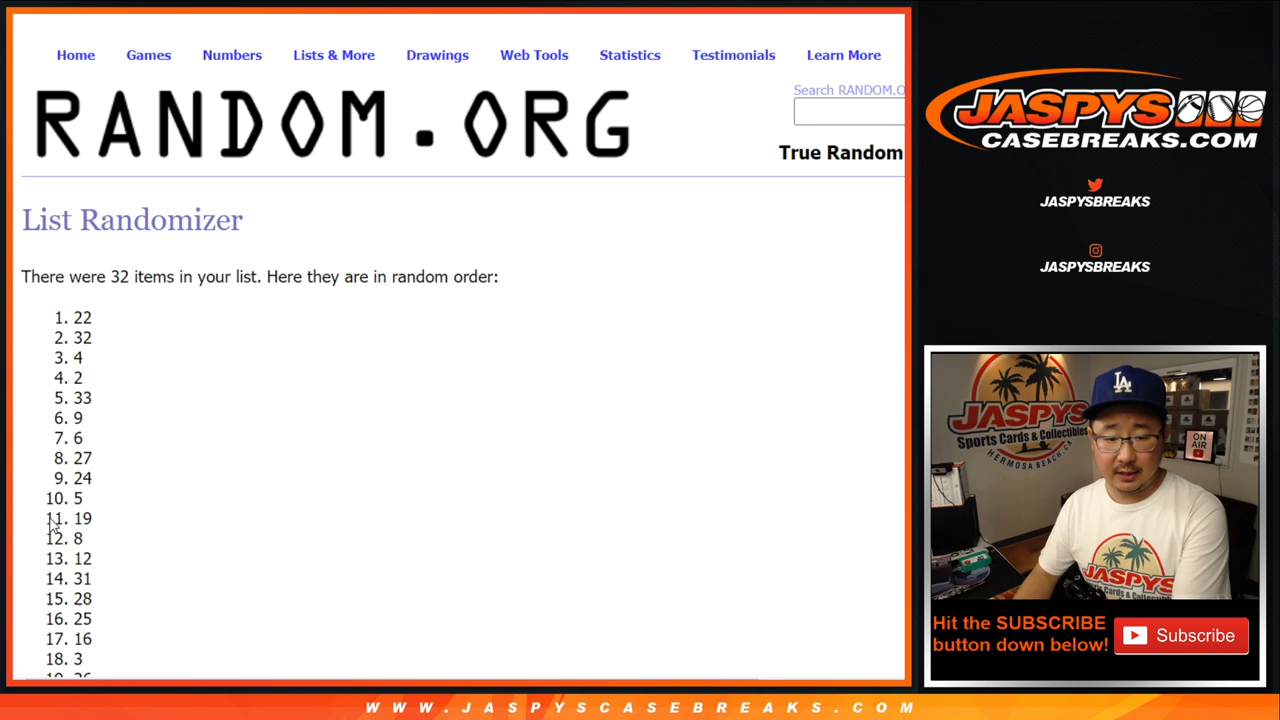 Home Games Numbers Lists & More Drawings Web Tools Statistics Testimonials Learn More
Search RANDOM.O
RANDOM.ORG
True Random
List Randomizer
There were 32 items in your list. Here they are in random order:
1. 22
2. 32
3. 4
4. 2
5. 33
6. 9
7. 6
8. 27
9. 24
10. 5
11. 19
12. 8
13. 12
14. 31
15. 28
16. 25
17. 16
18. 3
JASPYS
CASEBREAKS.COM
JASPYSBREAKS
JASPYSBREAKS
LA
JASPYS
Sports Cards & Collectibles
HERMOSA BEACH, CA
ON
AIR
JASPYS
Hit the SUBSCRIBE
button down below!
Subscribe
WWW.JASPYSCASEBREAKS.COM